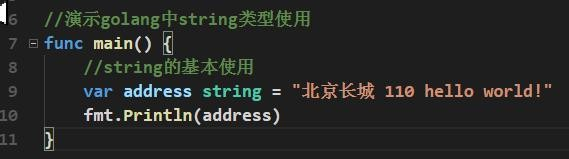 6 //演示golang中string类型使用
7 func main() {
8 //string的基本使用
9 var address string = "北京长城 110 hello world!"
10 fmt.Println(address)
11 }